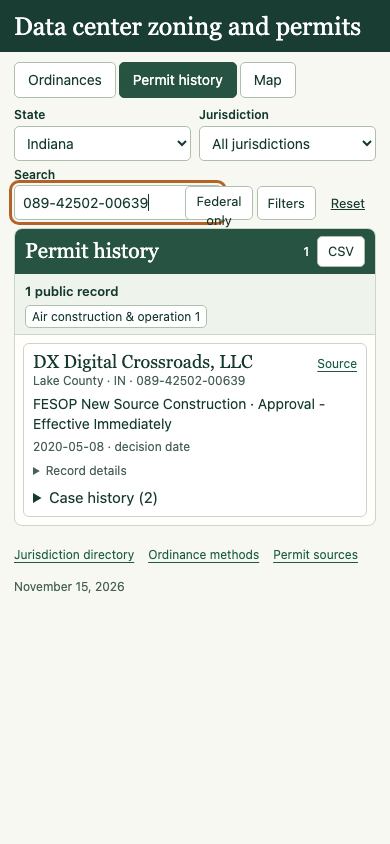 Data center zoning and permits
Ordinances Permit history Map
State Jurisdiction
Indiana All jurisdictions
Search
089-42502-00639 Federal only Filters Reset
Permit history 1 CSV
1 public record
Air construction & operation 1
DX Digital Crossroads, LLC Source
Lake County · IN · 089-42502-00639
FESOP New Source Construction · Approval -
Effective Immediately
2020-05-08 · decision date
Record details
Case history (2)
Jurisdiction directory Ordinance methods Permit sources
November 15, 2026